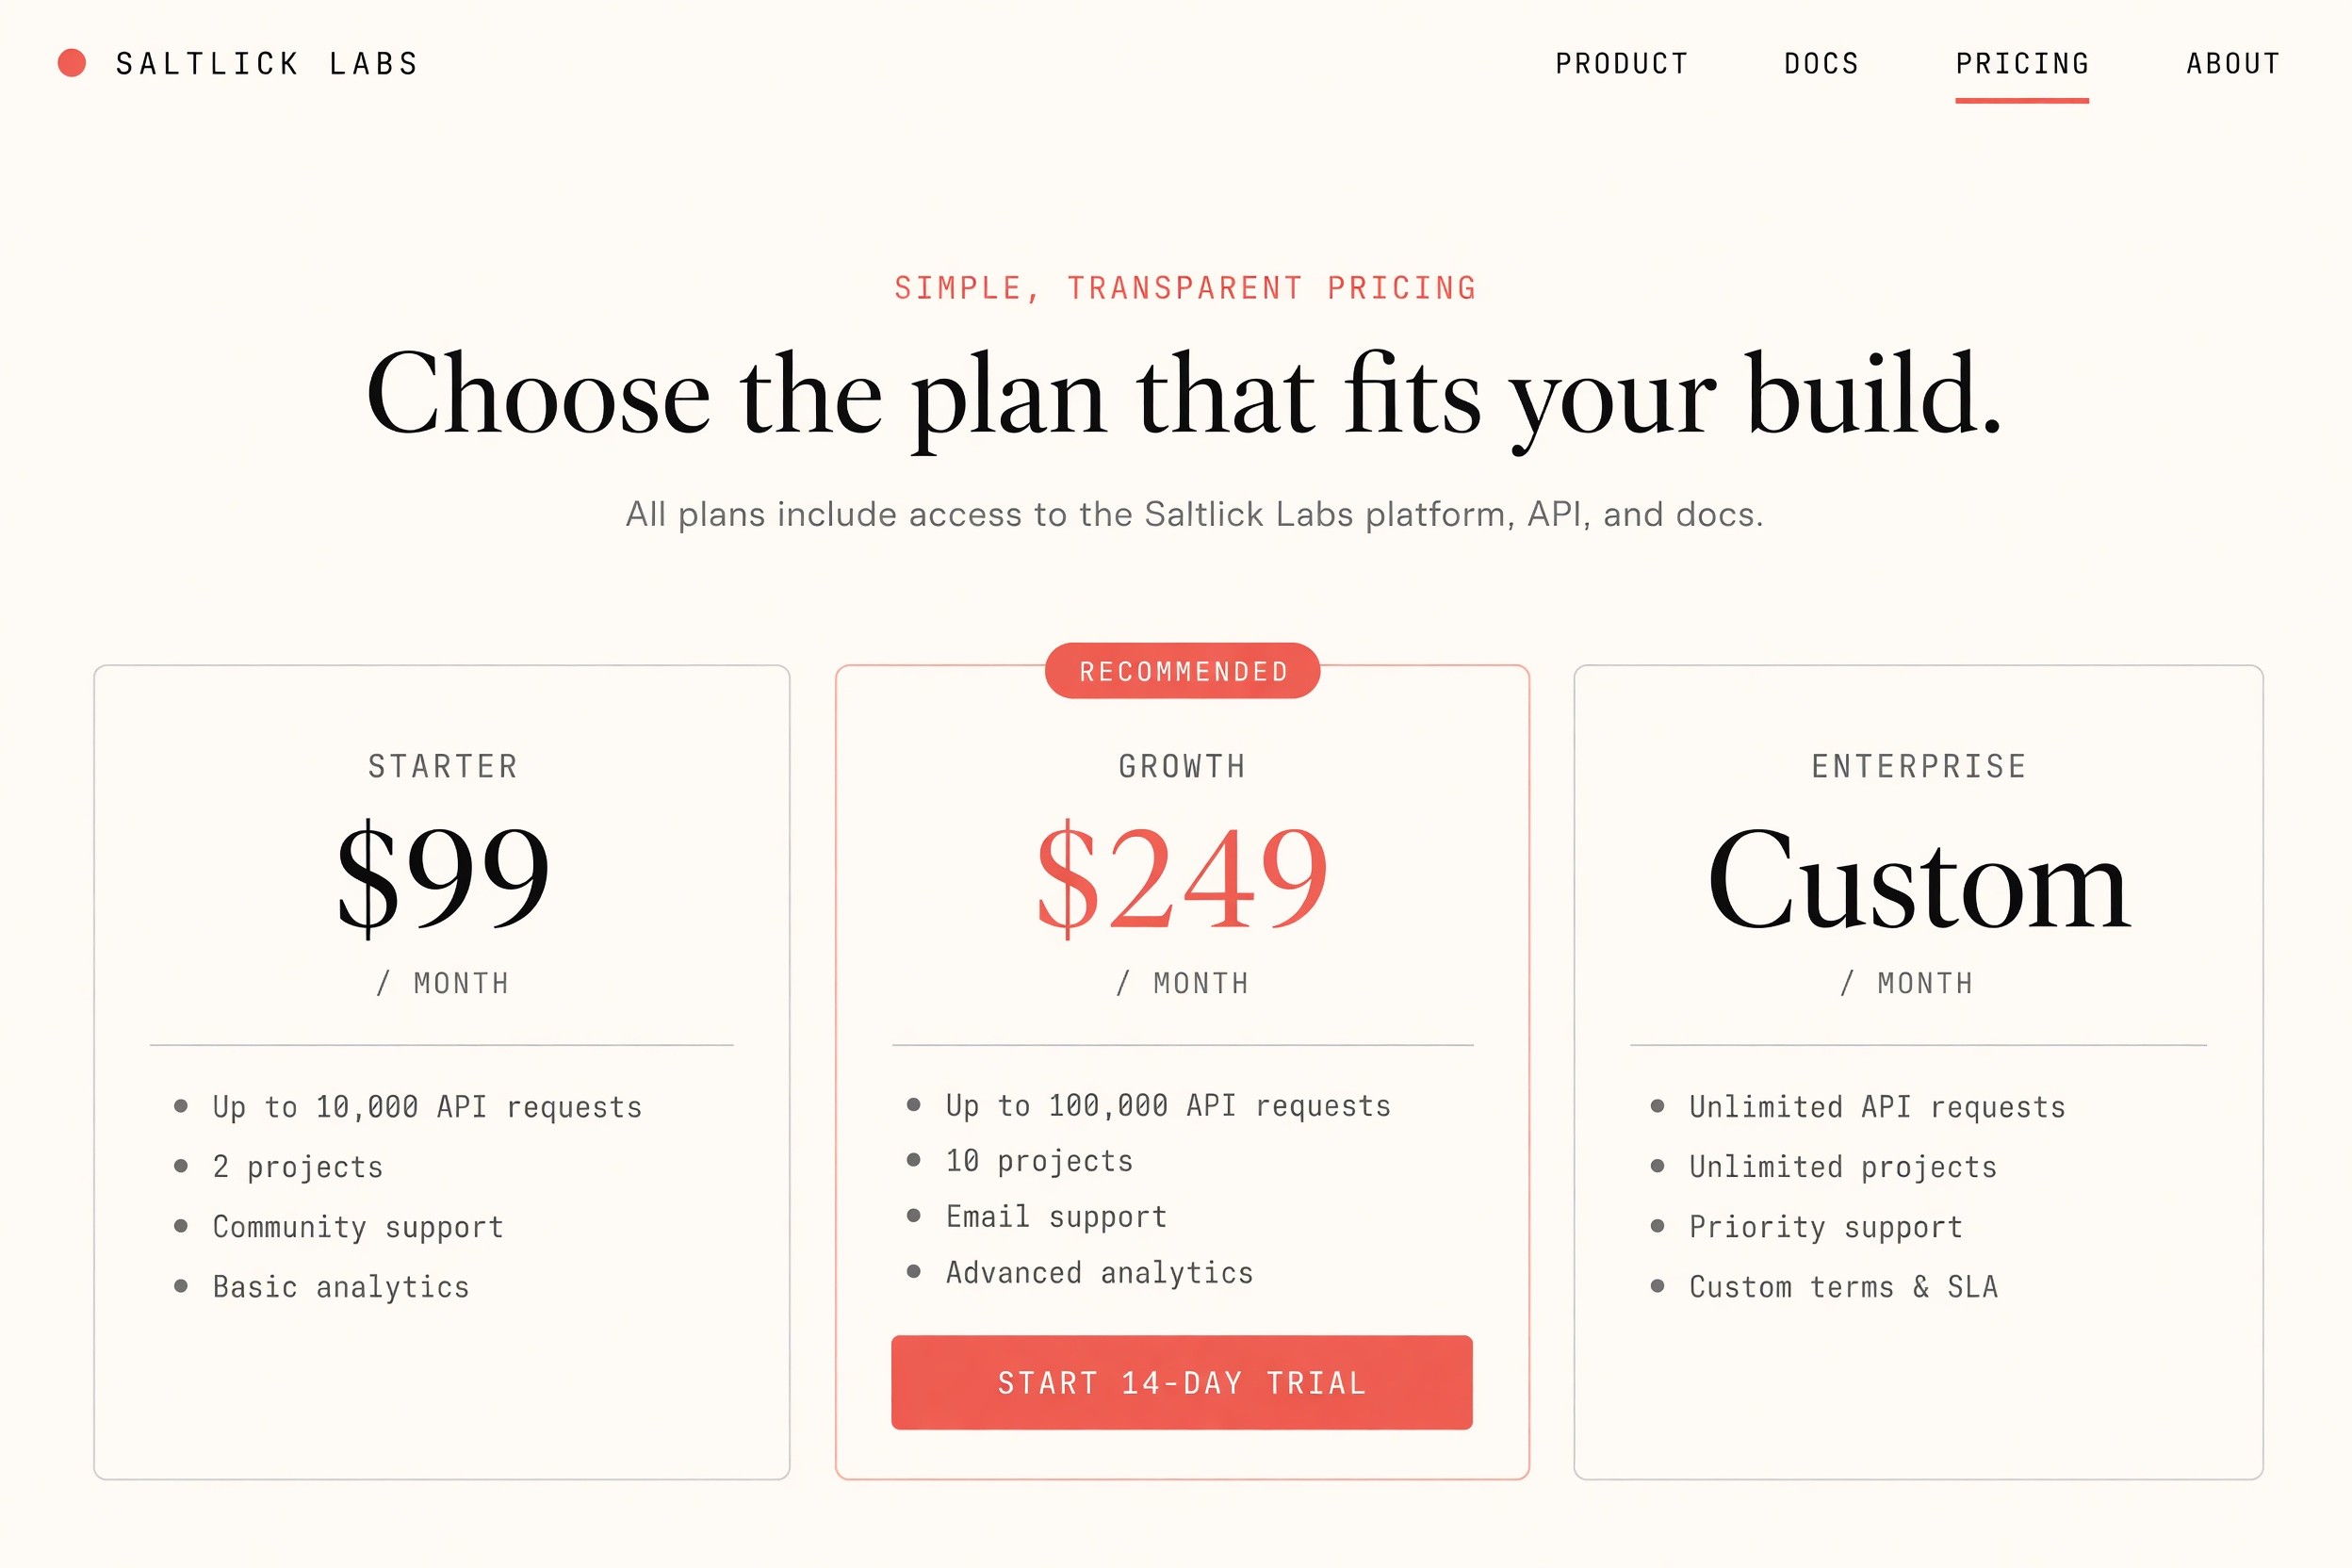 SALTLICK LABS
PRODUCT DOCS PRICING ABOUT
SIMPLE, TRANSPARENT PRICING
Choose the plan that fits your build.
All plans include access to the Saltlick Labs platform, API, and docs.
STARTER
$99
/ MONTH
Up to 10,000 API requests
2 projects
Community support
Basic analytics
RECOMMENDED
GROWTH
$249
/ MONTH
Up to 100,000 API requests
10 projects
Email support
Advanced analytics
START 14-DAY TRIAL
ENTERPRISE
Custom
/ MONTH
Unlimited API requests
Unlimited projects
Priority support
Custom terms & SLA